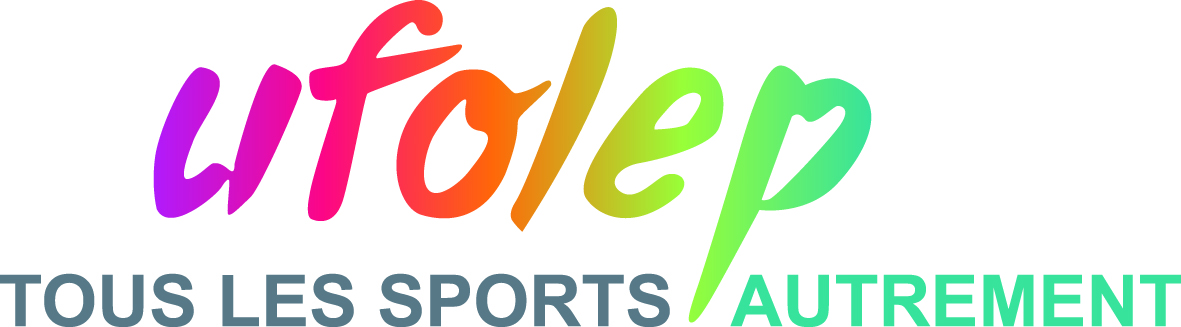 ufolep
TOUS LES SPORTS AUTREMENT